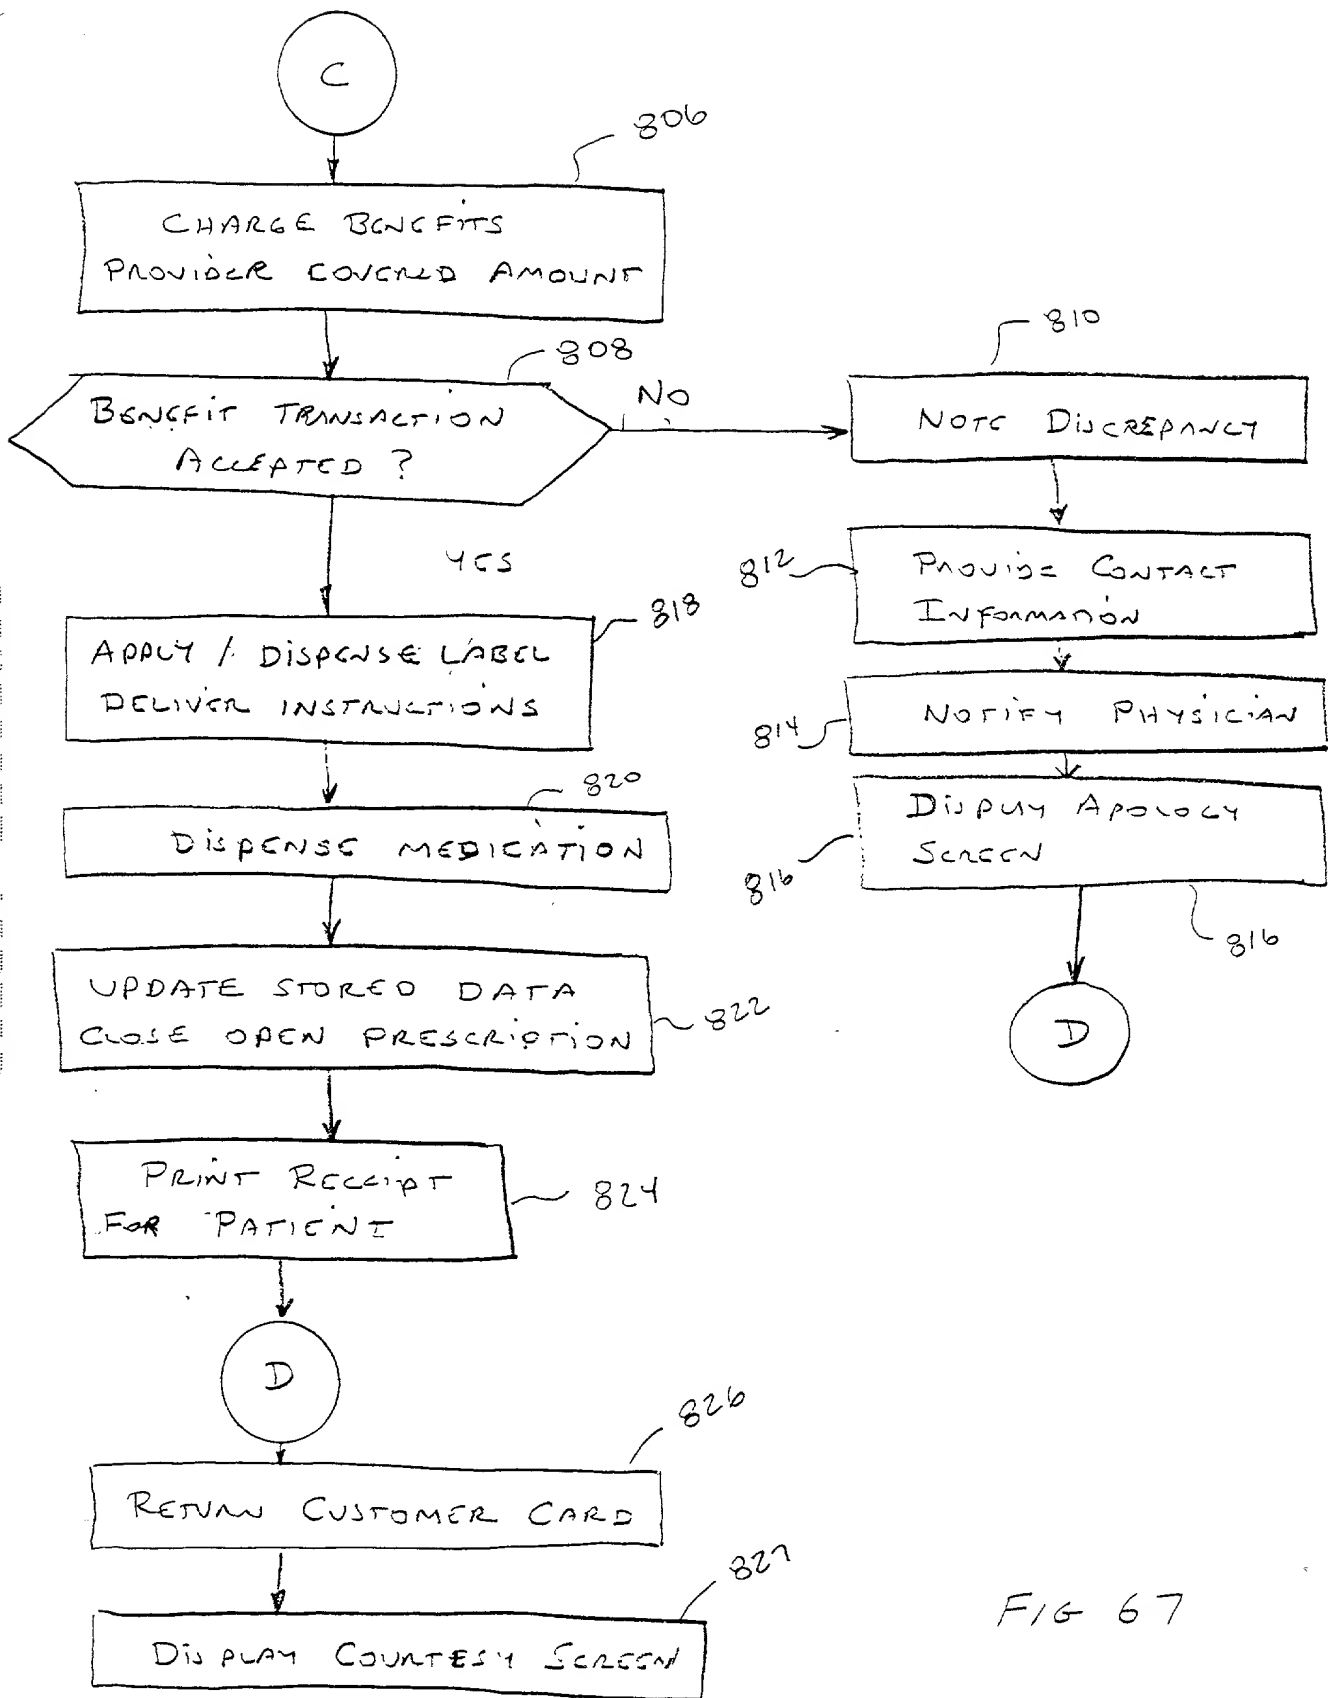 C
806
CHARGE BENEFITS
PROVIDER COVERED AMOUNT
808
BENEFIT TRANSACTION
ACCEPTED ?
NO
YES
810
NOTE DISCREPANCY
812
PROVIDE CONTACT
INFORMATION
814
NOTIFY PHYSICIAN
816
DISPLAY APOLOGY
SCREEN
816
D
818
APPLY / DISPENSE LABEL
DELIVER INSTRUCTIONS
820
DISPENSE MEDICATION
UPDATE STORED DATA
CLOSE OPEN PRESCRIPTION
822
PRINT RECEIPT
FOR PATIENT
824
D
826
RETURN CUSTOMER CARD
827
DISPLAY COURTESY SCREEN
FIG 67